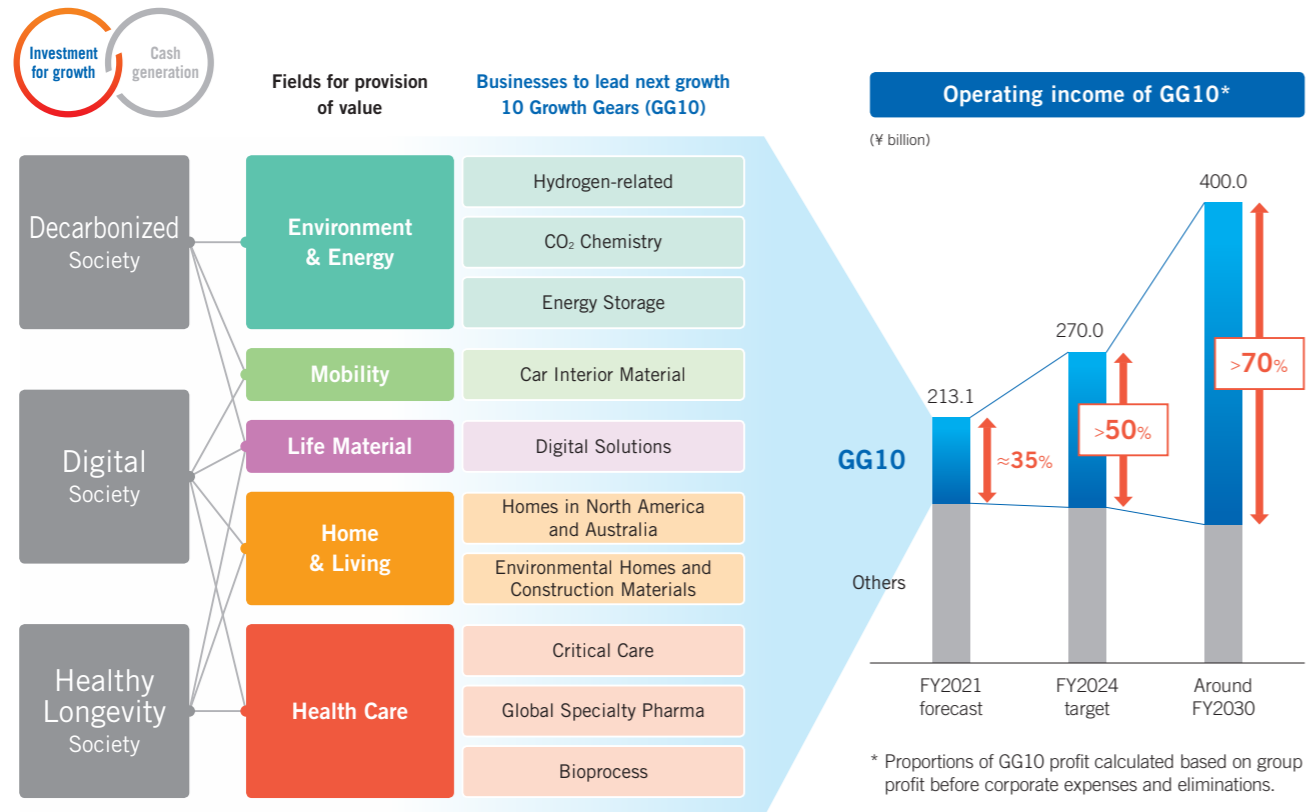 Investment
for growth
Cash
generation
Fields for provision
of value
Businesses to lead next growth
10 Growth Gears (GG10)
Decarbonized
Society
Digital
Society
Healthy
Longevity
Society
Environment
& Energy
Mobility
Life Material
Home
& Living
Health Care
Hydrogen-related
CO₂ Chemistry
Energy Storage
Car Interior Material
Digital Solutions
Homes in North America
and Australia
Environmental Homes and
Construction Materials
Critical Care
Global Specialty Pharma
Bioprocess
Operating income of GG10*
(¥ billion)
400.0
270.0
213.1
>70%
>50%
≈35%
GG10
Others
FY2021
forecast
FY2024
target
Around
FY2030
* Proportions of GG10 profit calculated based on group
profit before corporate expenses and eliminations.